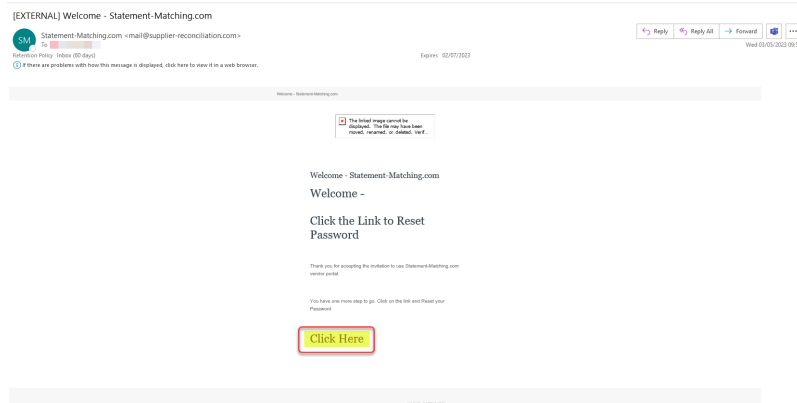 [EXTERNAL] Welcome - Statement-Matching.com
SM
Statement-Matching.com <mail@supplier-reconciliation.com>
To
Reply
Reply All
Forward
Retention Policy Inbox (60 days)
Expires 02/07/2023
Wed 03/05/2023 09:5
If there are problems with how this message is displayed, click here to view it in a web browser.
Welcome - Statement-Matching.com
The linked image cannot be
displayed. The file may have been
moved, renamed, or deleted. Verif...
Welcome - Statement-Matching.com
Welcome -
Click the Link to Reset
Password
Thank you for accepting the invitation to use Statement-Matching.com
vendor portal.
You have one more step to go. Click on the link and Reset your
Password
Click Here